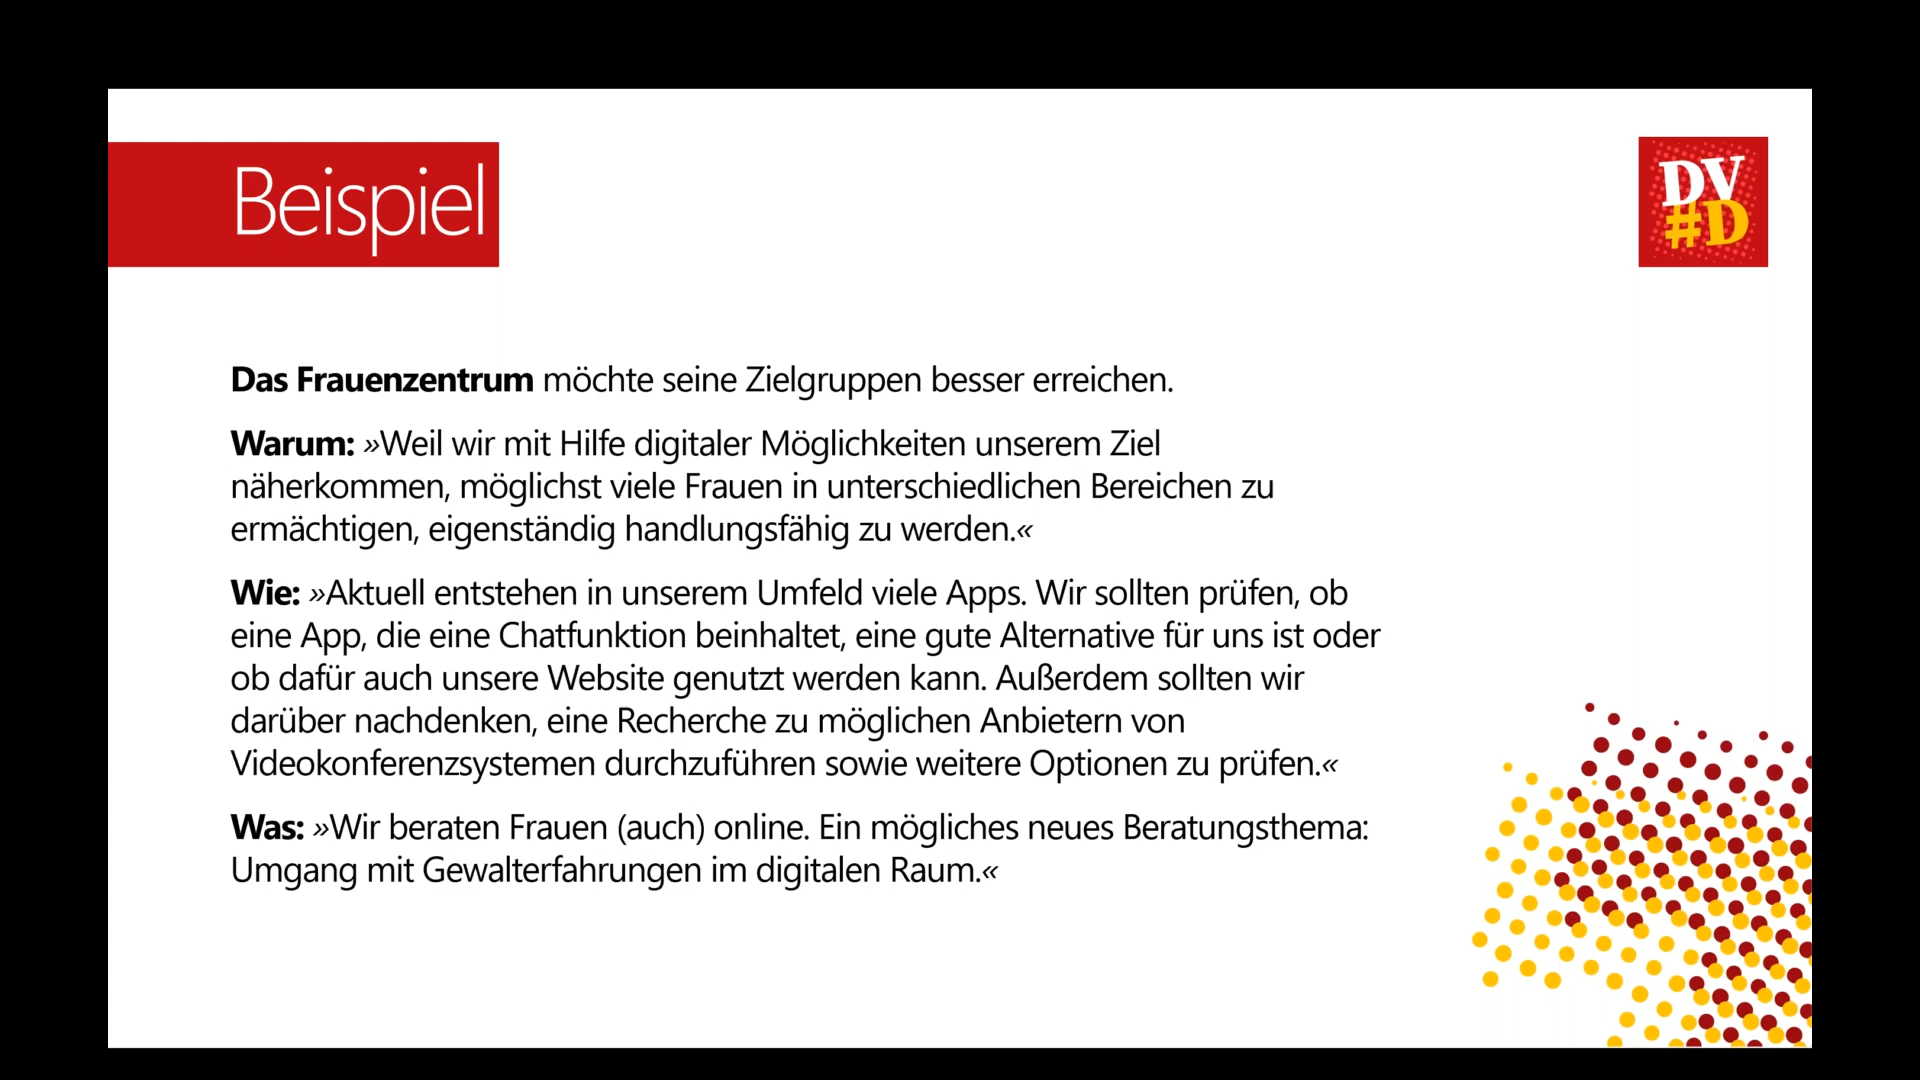 Beispiel
DV
#D
Das Frauenzentrum möchte seine Zielgruppen besser erreichen.
Warum: »Weil wir mit Hilfe digitaler Möglichkeiten unserem Ziel
näherkommen, möglichst viele Frauen in unterschiedlichen Bereichen zu
ermächtigen, eigenständig handlungsfähig zu werden.«
Wie: »Aktuell entstehen in unserem Umfeld viele Apps. Wir sollten prüfen, ob
eine App, die eine Chatfunktion beinhaltet, eine gute Alternative für uns ist oder
ob dafür auch unsere Website genutzt werden kann. Außerdem sollten wir
darüber nachdenken, eine Recherche zu möglichen Anbietern von
Videokonferenzsystemen durchzuführen sowie weitere Optionen zu prüfen.«
Was: »Wir beraten Frauen (auch) online. Ein mögliches neues Beratungsthema:
Umgang mit Gewalterfahrungen im digitalen Raum.«